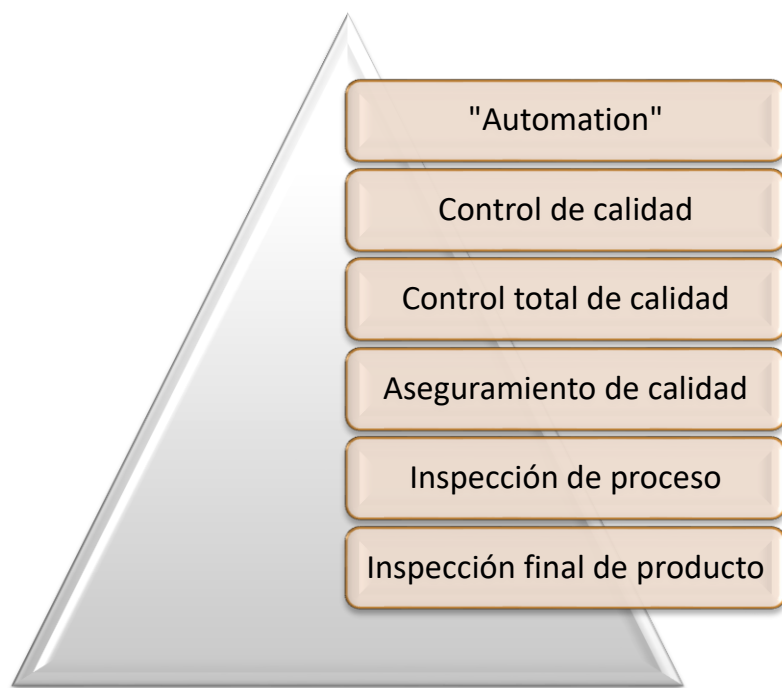 "Automation"
Control de calidad
Control total de calidad
Aseguramiento de calidad
Inspección de proceso
Inspección final de producto